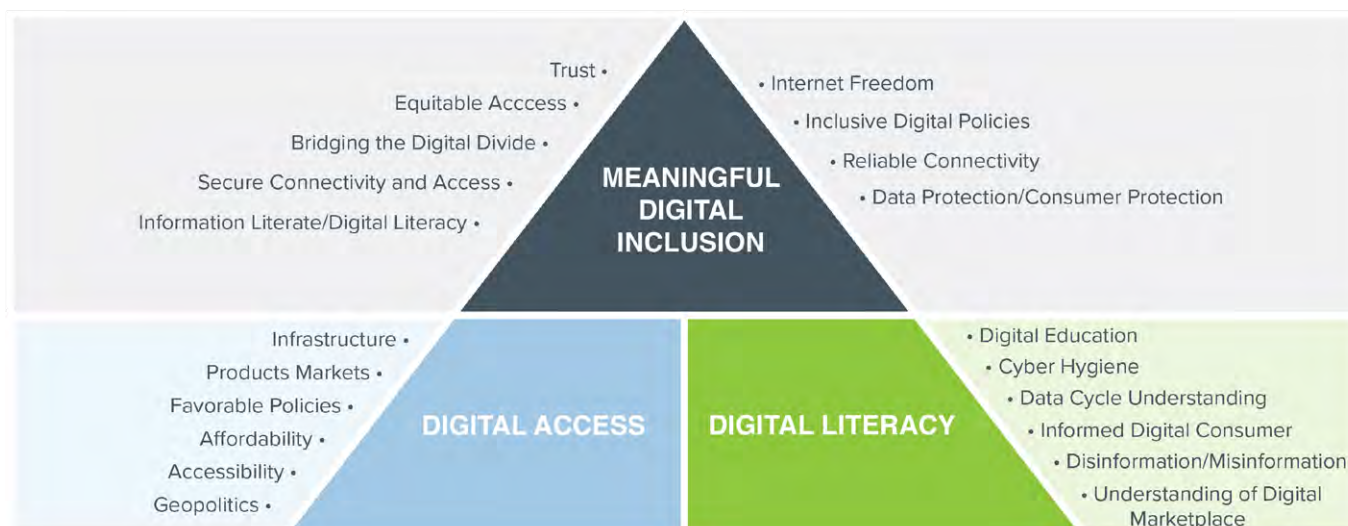 Trust •
Equitable Acccess •
Bridging the Digital Divide •
Secure Connectivity and Access •
Information Literate/Digital Literacy •
MEANINGFUL
DIGITAL
INCLUSION
• Internet Freedom
• Inclusive Digital Policies
• Reliable Connectivity
• Data Protection/Consumer Protection
Infrastructure •
Products Markets •
Favorable Policies •
Affordability •
Accessibility •
Geopolitics •
DIGITAL ACCESS
DIGITAL LITERACY
• Digital Education
• Cyber Hygiene
• Data Cycle Understanding
• Informed Digital Consumer
• Disinformation/Misinformation
• Understanding of Digital
Marketplace